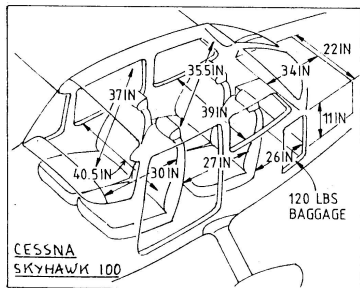 22IN
35.5IN
34IN
37IN
39IN
11IN
40.5IN
30IN
27IN
26IN
120 LBS
BAGGAGE
CESSNA
SKYHAWK 100